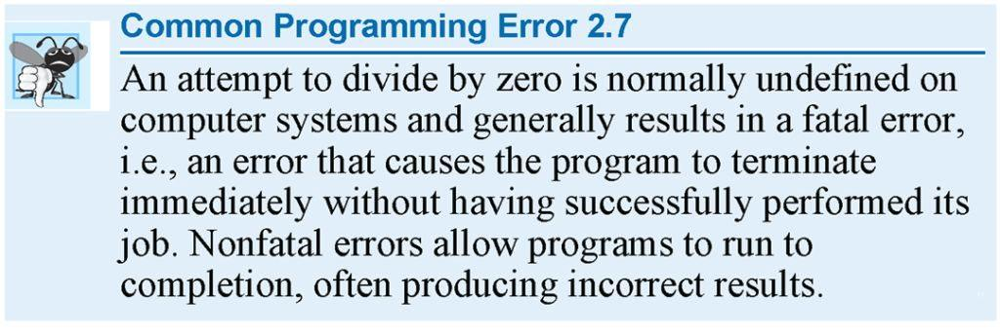 Common Programming Error 2.7
An attempt to divide by zero is normally undefined on
computer systems and generally results in a fatal error,
i.e., an error that causes the program to terminate
immediately without having successfully performed its
job. Nonfatal errors allow programs to run to
completion, often producing incorrect results.